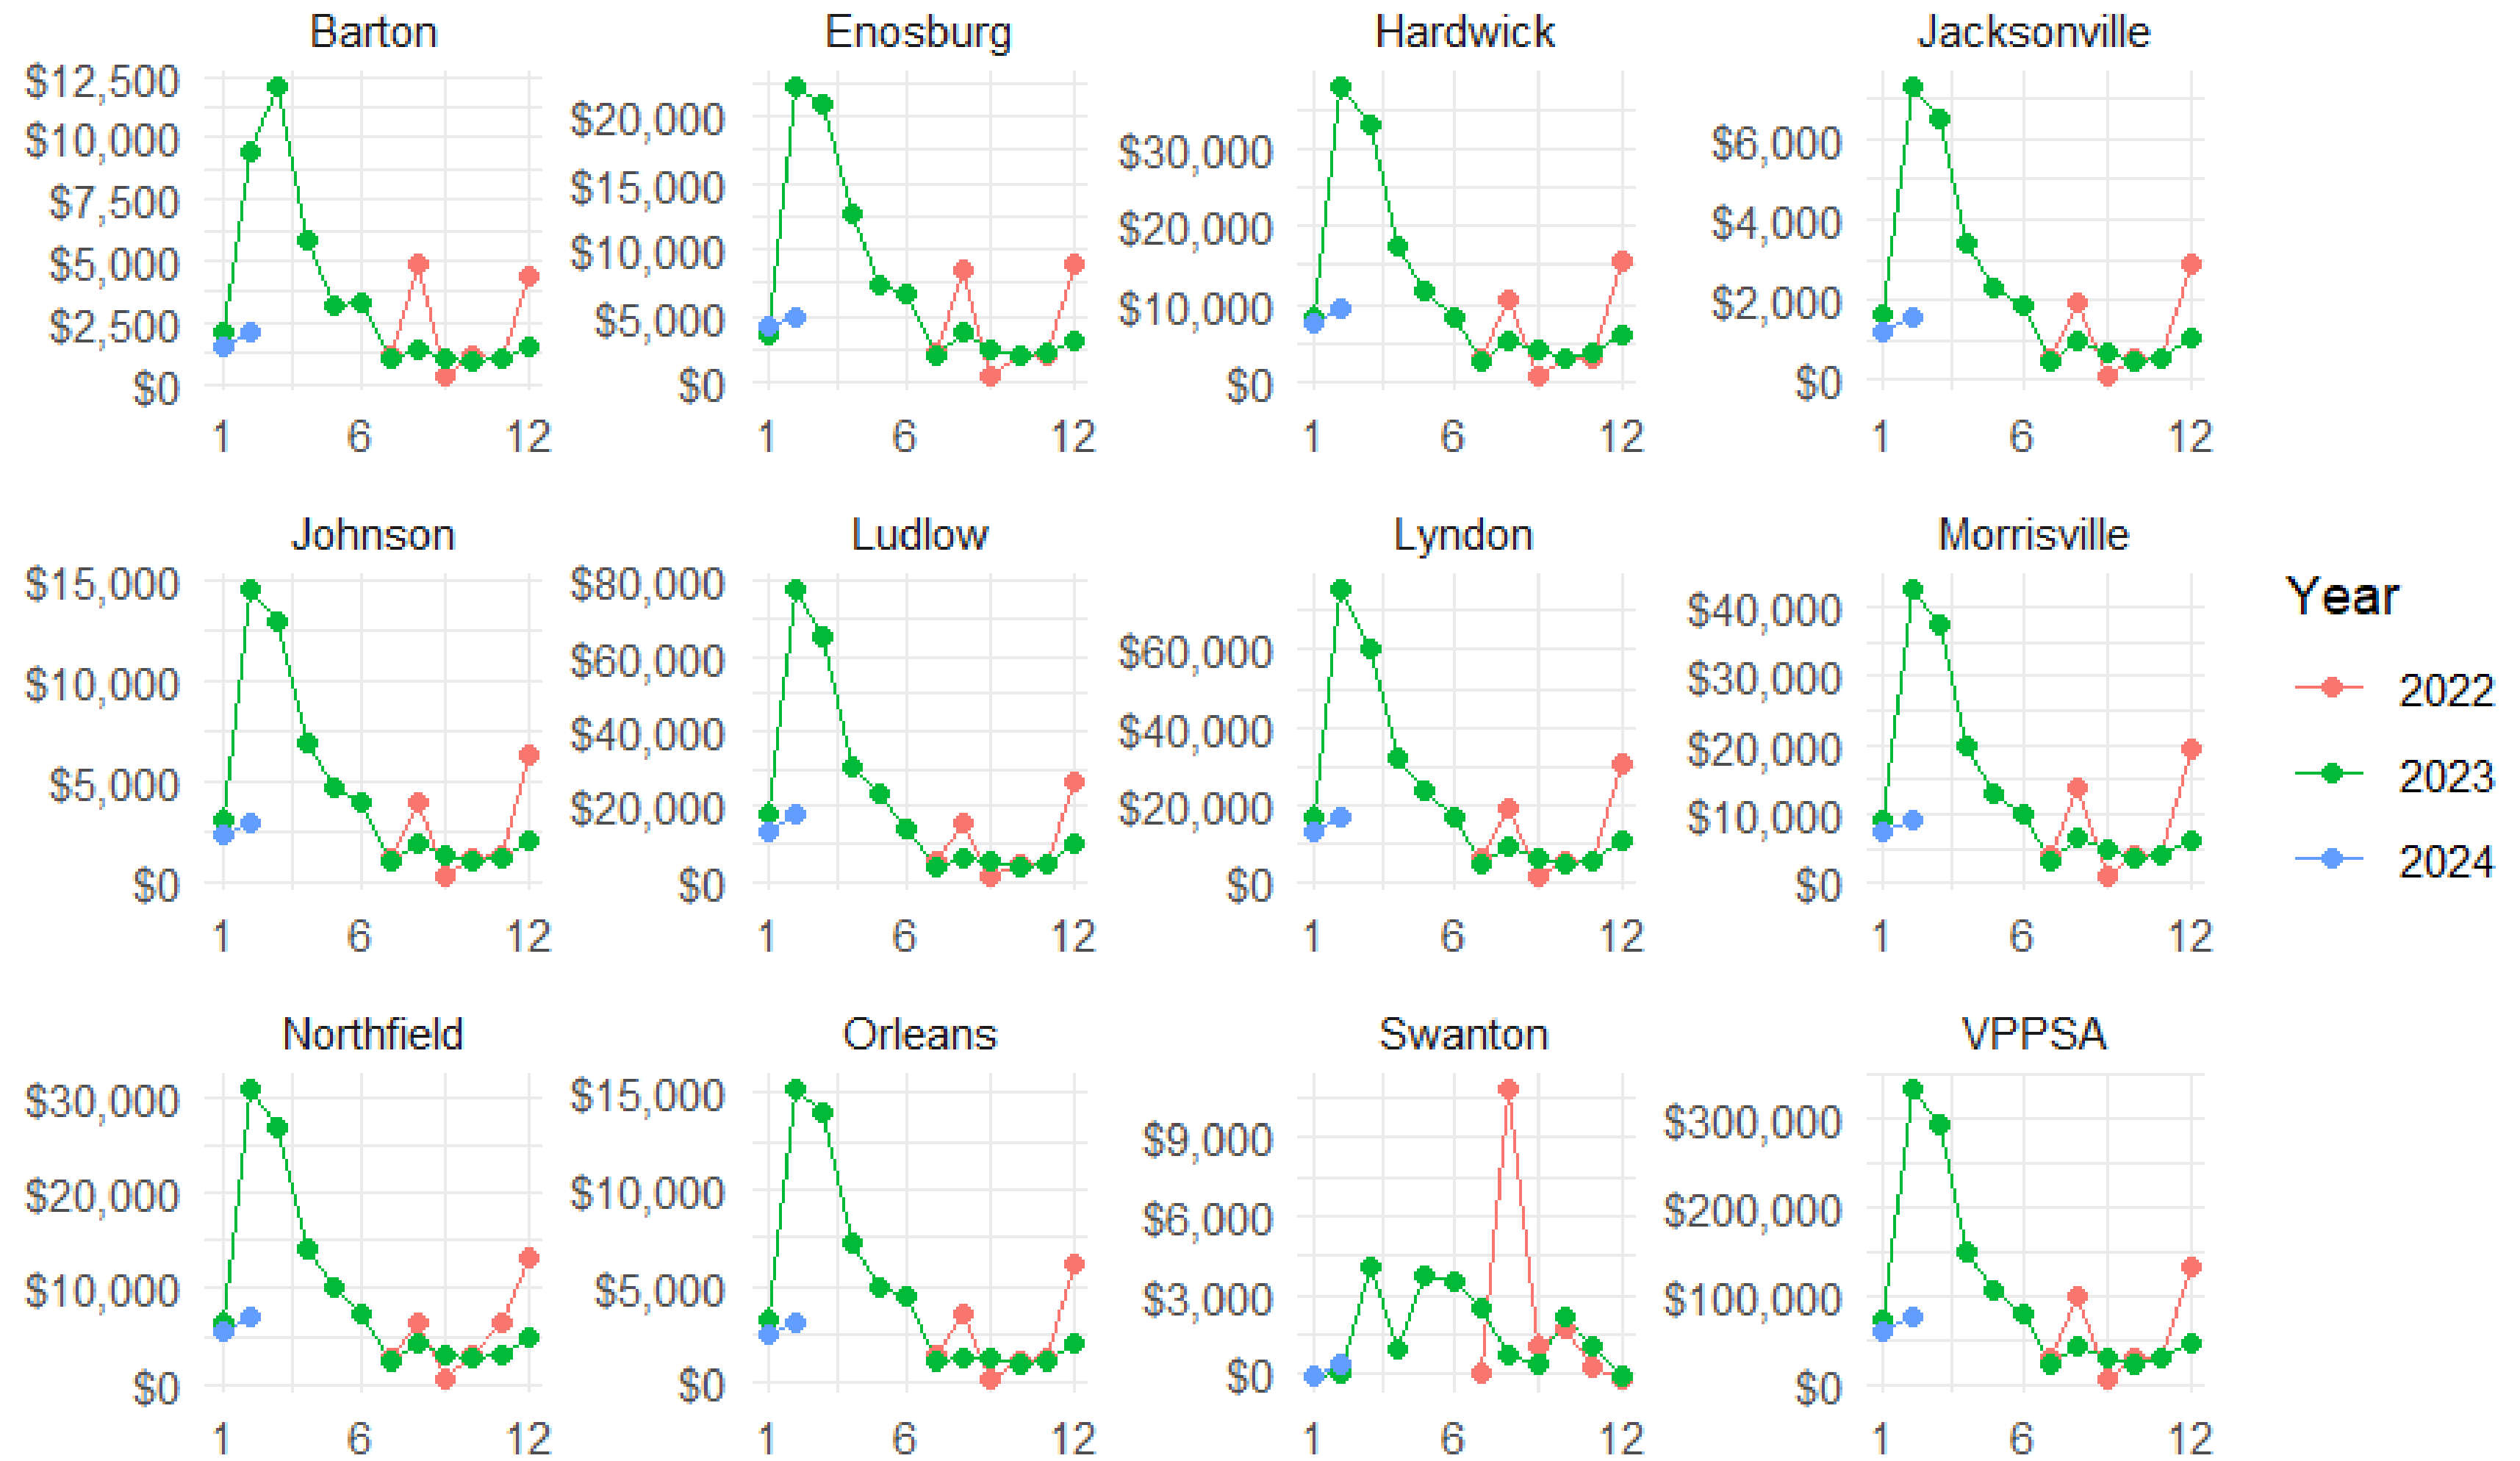 Barton
Enosburg
Hardwick
Jacksonville
$12,500
$10,000
$7,500
$5,000
$2,500
$0
$20,000
$15,000
$10,000
$5,000
$0
$30,000
$20,000
$10,000
$0
$6,000
$4,000
$2,000
$0
1 6 12
1 6 12
1 6 12
1 6 12
Johnson
Ludlow
Lyndon
Morrisville
$15,000
$10,000
$5,000
$0
$80,000
$60,000
$40,000
$20,000
$0
$60,000
$40,000
$20,000
$0
$40,000
$30,000
$20,000
$10,000
$0
1 6 12
1 6 12
1 6 12
1 6 12
Year
2022
2023
2024
Northfield
Orleans
Swanton
VPPSA
$30,000
$20,000
$10,000
$0
$15,000
$10,000
$5,000
$0
$9,000
$6,000
$3,000
$0
$300,000
$200,000
$100,000
$0
1 6 12
1 6 12
1 6 12
1 6 12